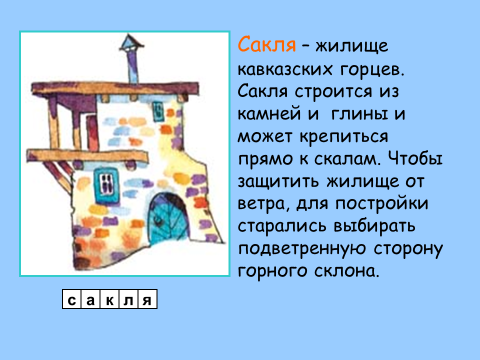 Сакля – жилище
кавказских горцев.
Сакля строится из
камней и глины и
может крепиться
прямо к скалам. Чтобы
защитить жилище от
ветра, для постройки
старались выбирать
подветренную сторону
горного склона.
сакля